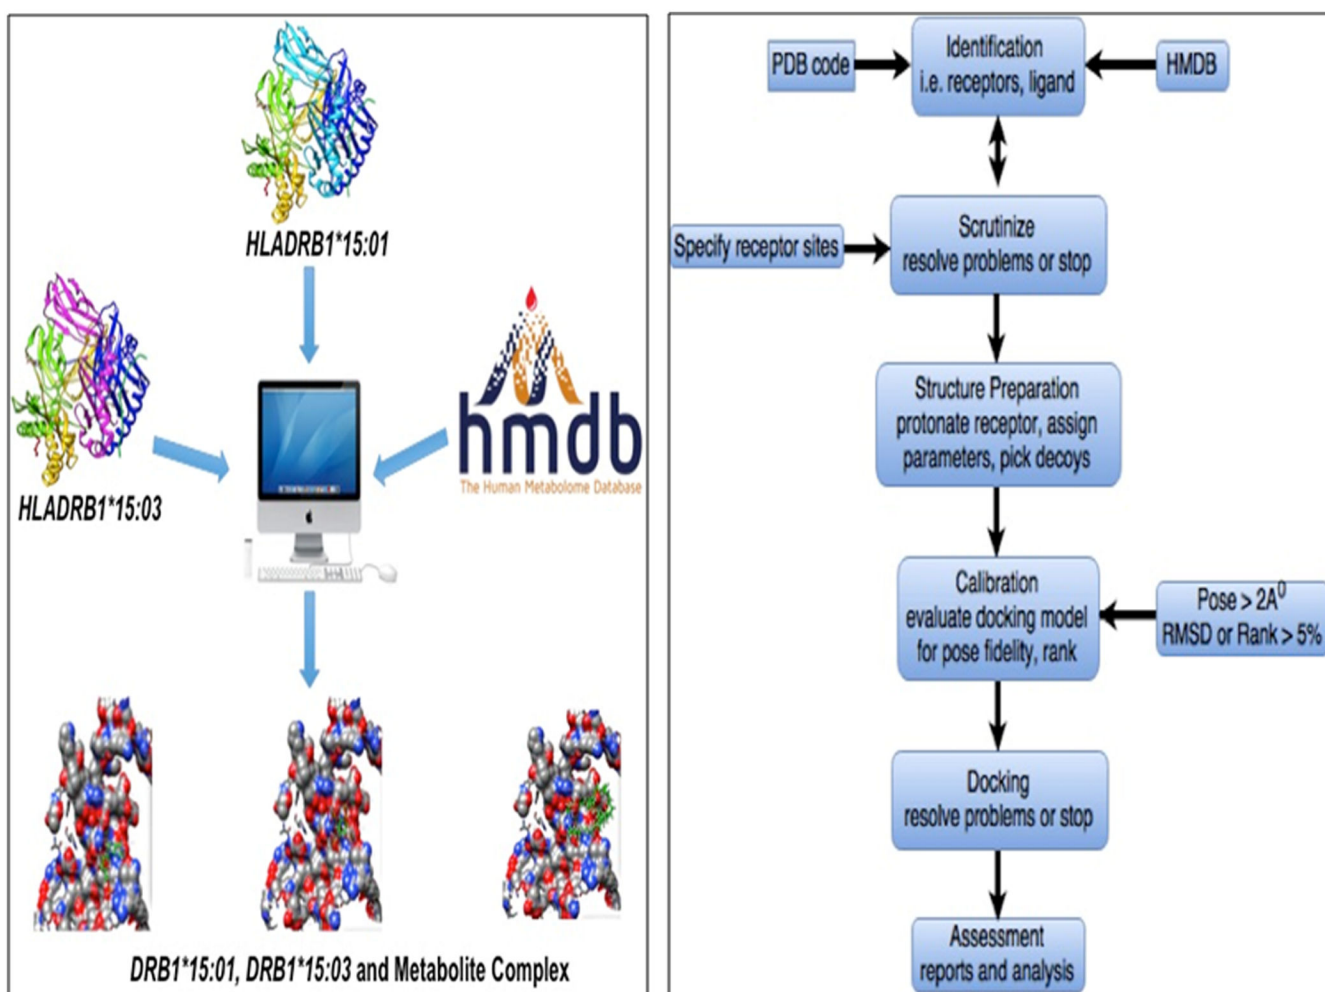 HLADRB1*15:01
HLADRB1*15:03
hmdb
The Human Metabolome Database
DRB1*15:01, DRB1*15:03 and Metabolite Complex
PDB code
Identification
i.e. receptors, ligand
HMDB
Specify receptor sites
Scrutinize
resolve problems or stop
Structure Preparation
protonate receptor, assign
parameters, pick decoys
Calibration
evaluate docking model
for pose fidelity, rank
Pose > 2A⁰
RMSD or Rank > 5%
Docking
resolve problems or stop
Assessment
reports and analysis